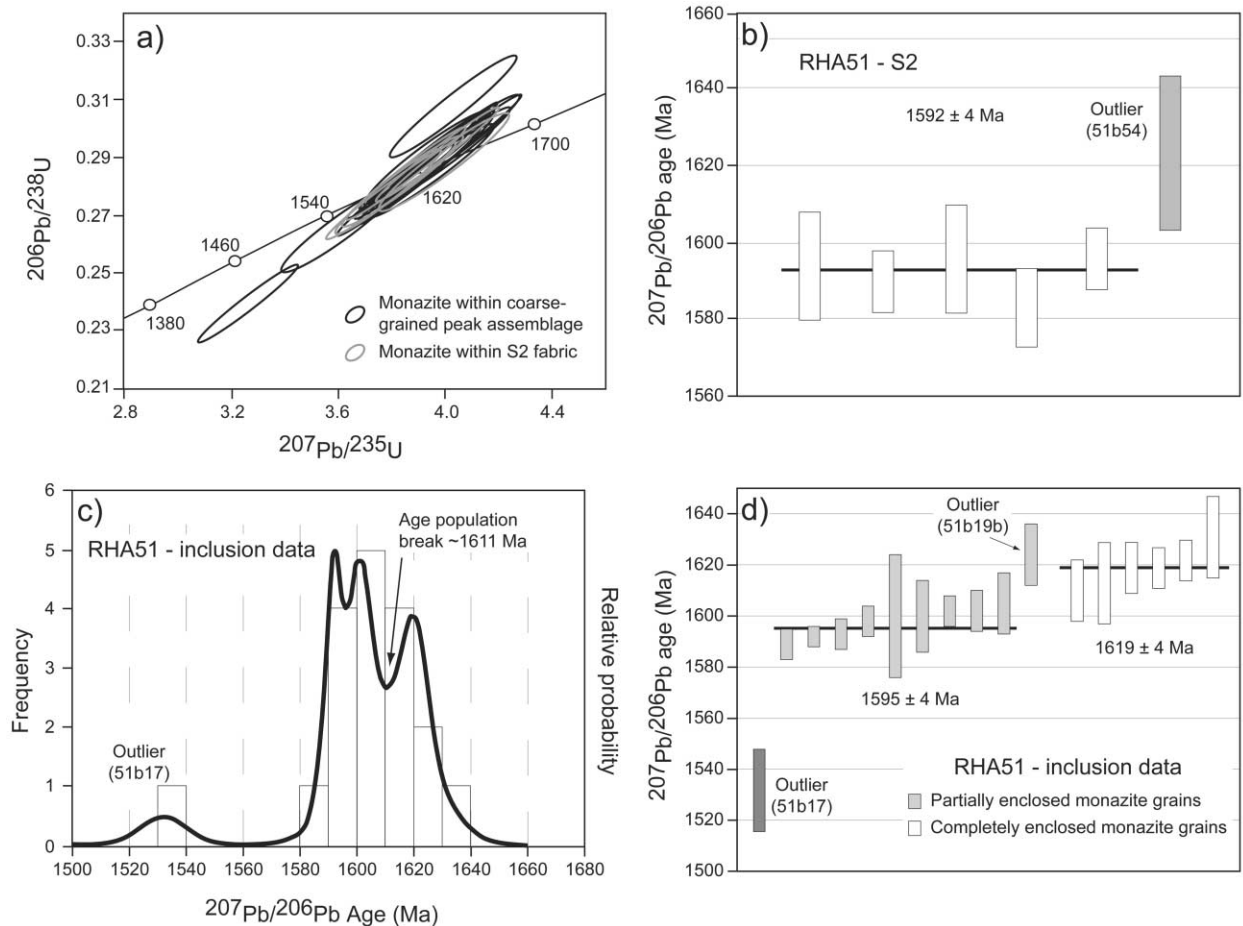 a)
0.33
0.31
0.29
0.27
0.25
0.23
0.21
206Pb/238U
1380
1460
1540
1620
1700
Monazite within coarse-
grained peak assemblage
Monazite within S2 fabric
2.8
3.2
3.6
4.0
4.4
207Pb/235U
b)
RHA51 - S2
1592 ± 4 Ma
Outlier
(51b54)
1660
1640
1620
1600
1580
1560
207Pb/206Pb age (Ma)
c)
RHA51 - inclusion data
Age population
break ~1611 Ma
Outlier
(51b17)
6
5
4
3
2
1
0
Frequency
Relative probability
1500
1520
1540
1560
1580
1600
1620
1640
1660
1680
207Pb/206Pb Age (Ma)
d)
Outlier
(51b19b)
1640
1620
1600
1580
1560
1540
1520
1500
207Pb/206Pb age (Ma)
1619 ± 4 Ma
1595 ± 4 Ma
Outlier
(51b17)
RHA51 - inclusion data
Partially enclosed monazite grains
Completely enclosed monazite grains